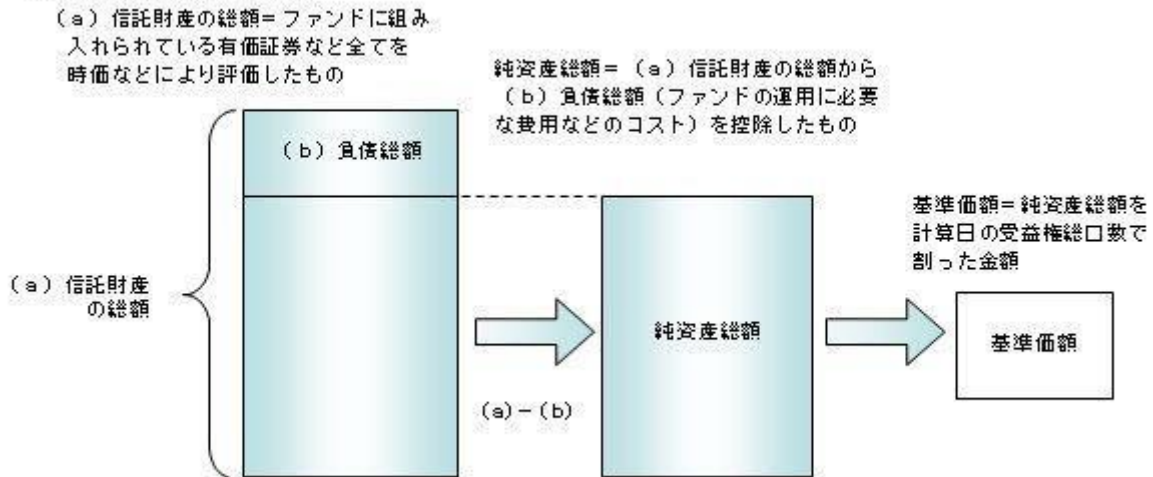 (a)信託財産の総額=ファンドに組み
入れられている有価証券など全てを
時価などにより評価したもの
純資産総額=(a)信託財産の総額から
(b)負債総額(ファンドの運用に必要
な費用などのコスト)を控除したもの
(b)負債総額
基準価額=純資産総額を
計算日の受益権総口数で
割った金額
(a)信託財産
の総額
純資産総額
基準価額
(a)-(b)